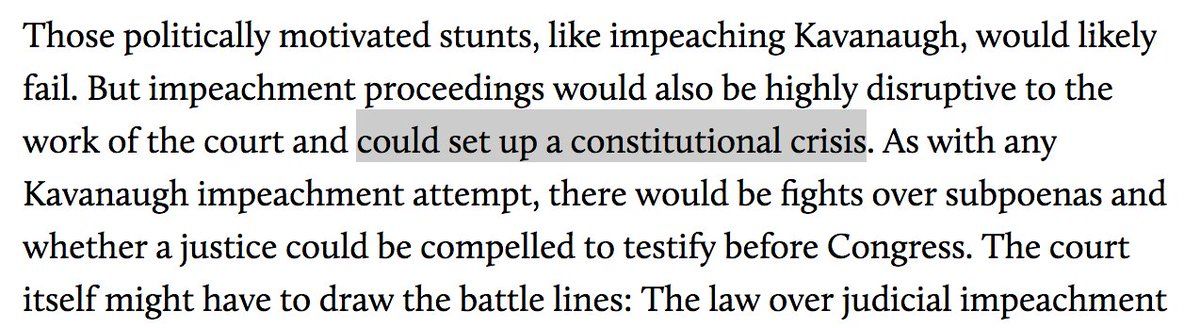 Those politically motivated stunts, like impeaching Kavanaugh, would likely
fail. But impeachment proceedings would also be highly disruptive to the
work of the court and could set up a constitutional crisis. As with any
Kavanaugh impeachment attempt, there would be fights over subpoenas and
whether a justice could be compelled to testify before Congress. The court
itself might have to draw the battle lines: The law over judicial impeachment